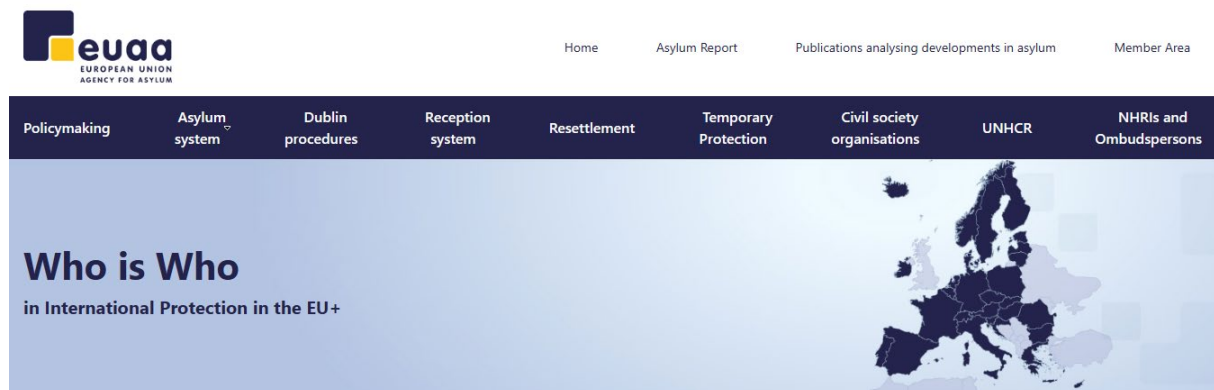 euaa
EUROPEAN UNION
AGENCY FOR ASYLUM
Home Asylum Report Publications analysing developments in asylum Member Area
Policymaking
Asylum
system
Dublin
procedures
Reception
system
Resettlement
Temporary
Protection
Civil society
organisations
UNHCR
NHRIs and
Ombudspersons
Who is Who
in International Protection in the EU+